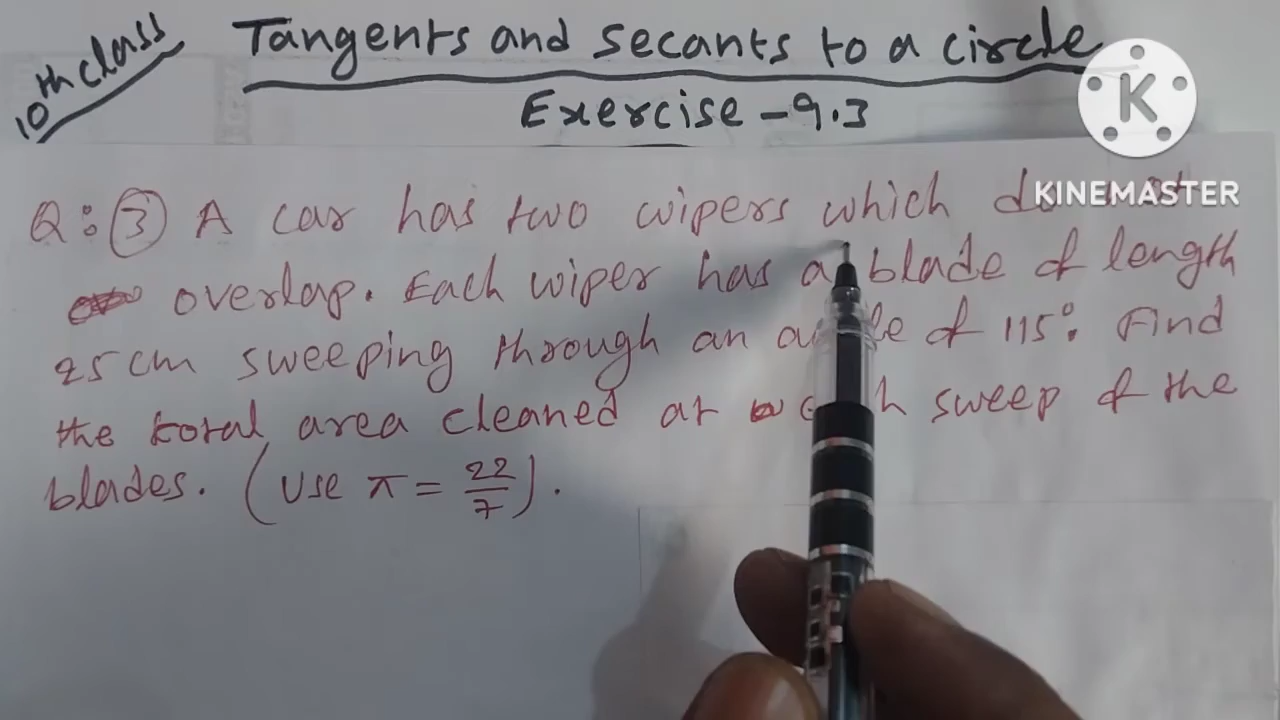 10th class
Tangents and secants to a circle
Exercise - 9.3
K
KINEMASTER
Q: ③ A car has two wipers which
overlap. Each wiper has a blade of length
25 cm sweeping through an of 115°. Find
the total area cleaned at sweep of the
blades. (Use π = 22/7).